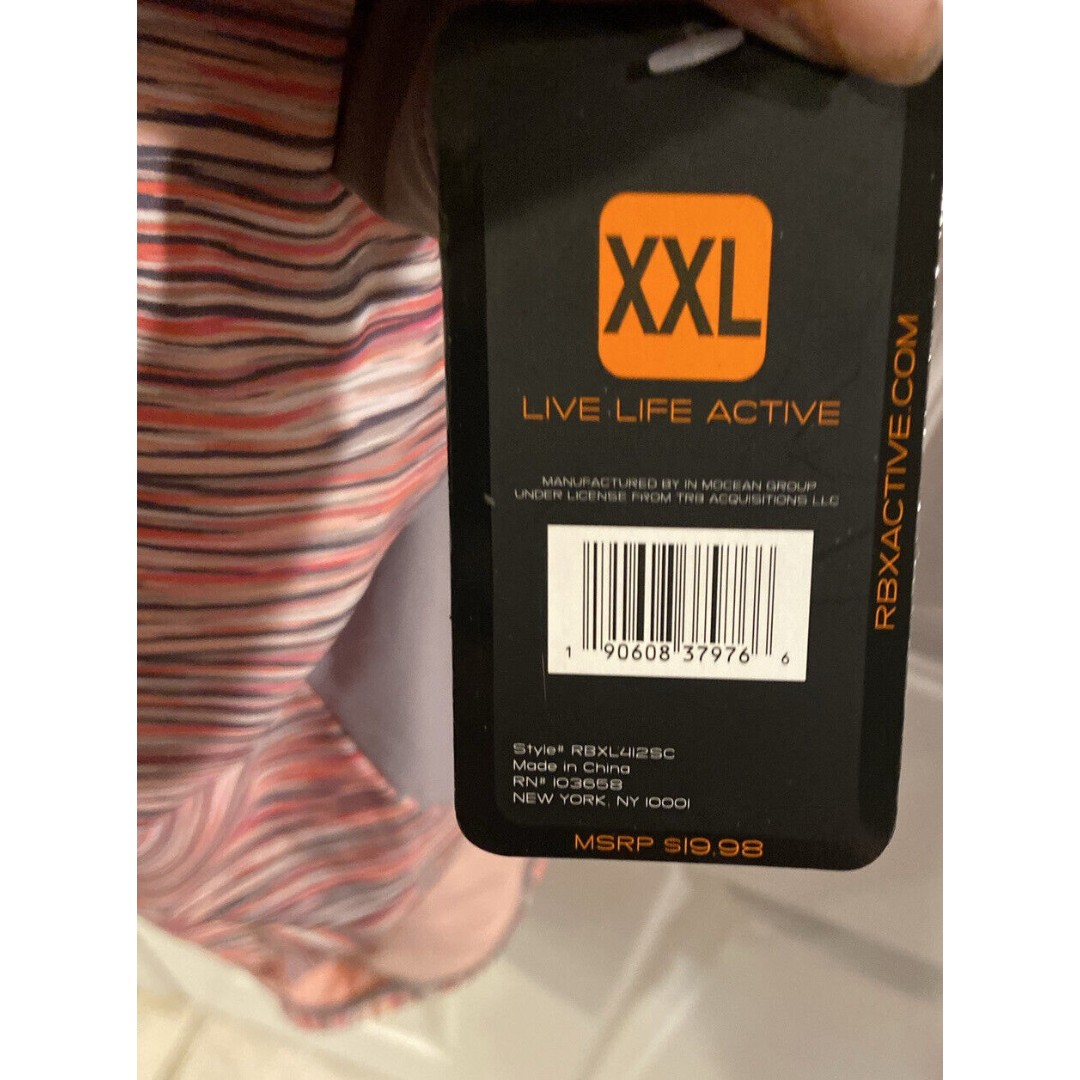 XXL
LIVE LIFE ACTIVE
MANUFACTURED BY IN MOCEAN GROUP
UNDER LICENSE FROM TRB ACQUISITIONS LLC
1 90608 37976 6
Style# RBXL412SC
Made in China
RN# 103658
NEW YORK, NY 10001
MSRP $19.98
RBXACTIVE.COM